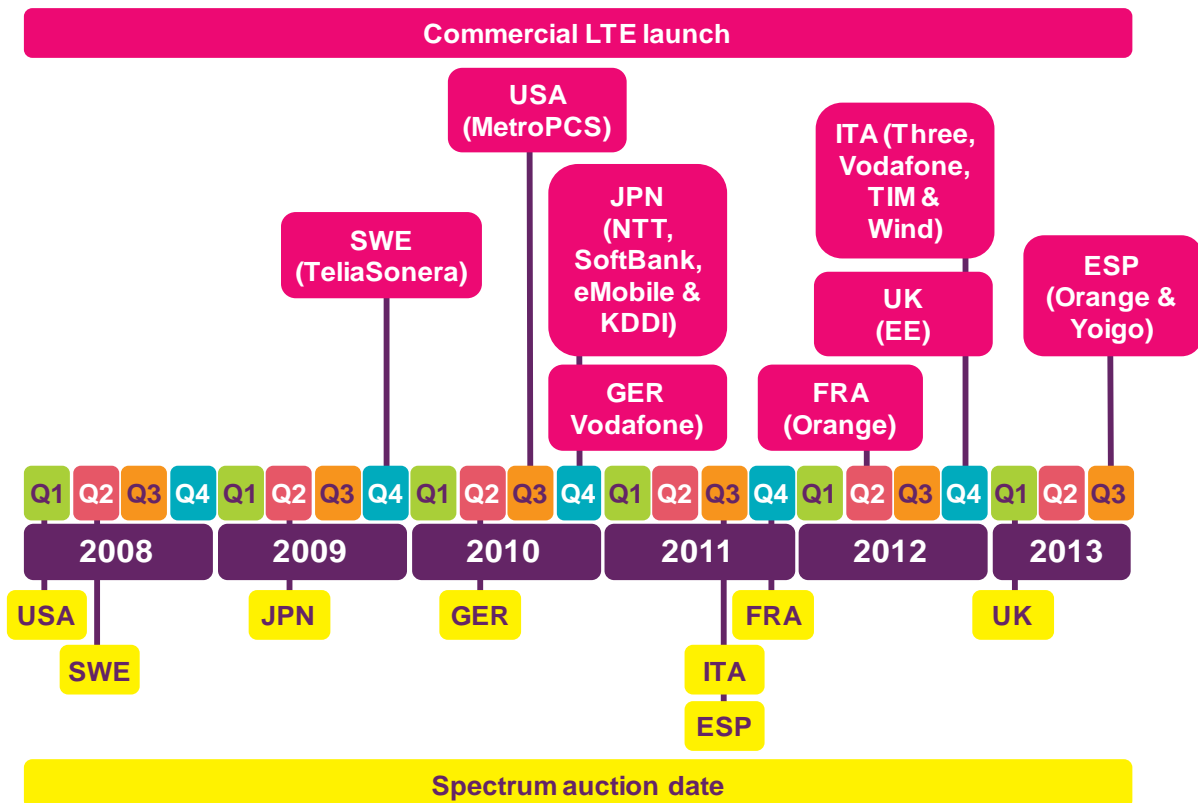 Commercial LTE launch
USA
(MetroPCS)
ITA (Three,
Vodafone,
TIM &
Wind)
JPN
(NTT,
SoftBank,
eMobile &
KDDI)
SWE
(TeliaSonera)
ESP
(Orange &
Yoigo)
UK
(EE)
GER
Vodafone)
FRA
(Orange)
Q1 Q2 Q3 Q4 Q1 Q2 Q3 Q4 Q1 Q2 Q3 Q4 Q1 Q2 Q3 Q4 Q1 Q2 Q3 Q4 Q1 Q2 Q3
2008 2009 2010 2011 2012 2013
USA JPN GER FRA UK
SWE ITA
ESP
Spectrum auction date